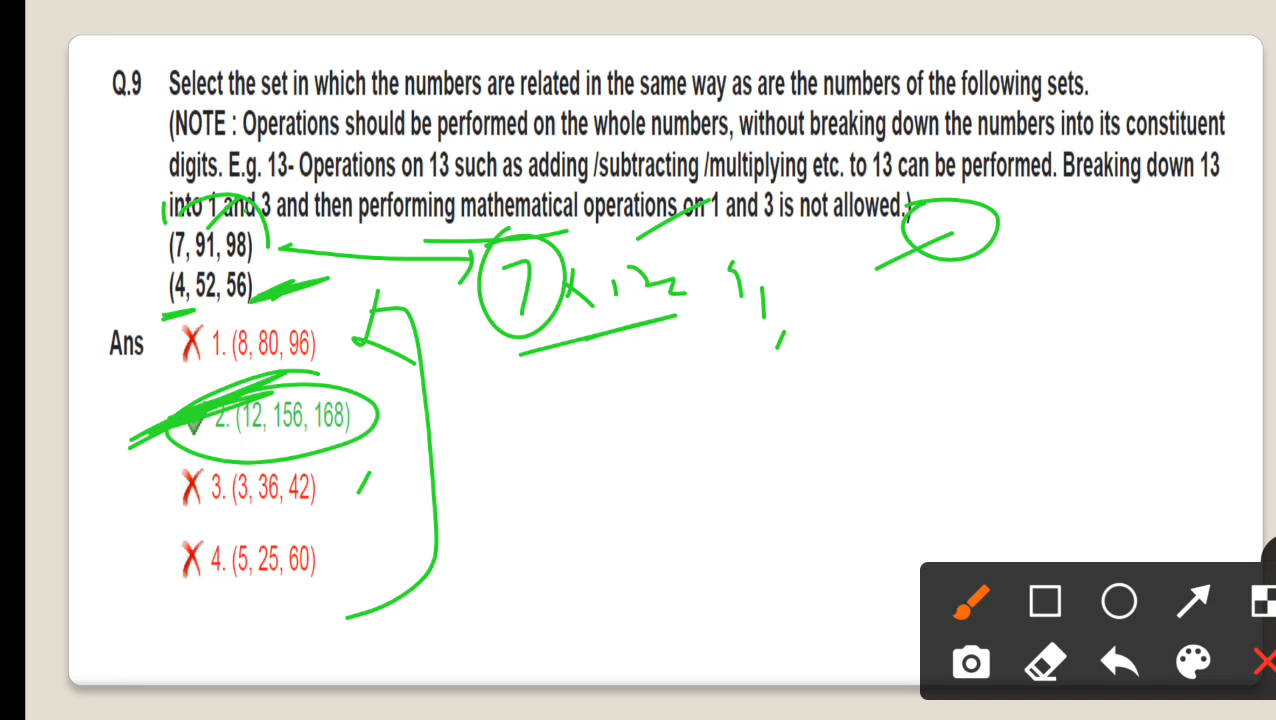 Q.9 Select the set in which the numbers are related in the same way as are the numbers of the following sets.
(NOTE : Operations should be performed on the whole numbers, without breaking down the numbers into its constituent
digits. E.g. 13- Operations on 13 such as adding /subtracting /multiplying etc. to 13 can be performed. Breaking down 13
into 1 and 3 and then performing mathematical operations on 1 and 3 is not allowed.)
(7, 91, 98)
(4, 52, 56)
Ans 1. (8, 80, 96)
2. (12, 156, 168)
3. (3, 36, 42)
4. (5, 25, 60)
7 ×